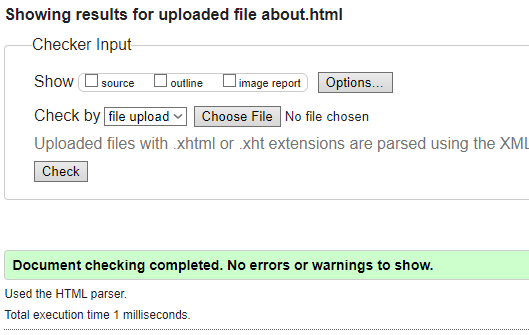 Showing results for uploaded file about.html
Checker Input
Show source outline image report Options...
Check by file upload Choose File No file chosen
Uploaded files with .xhtml or .xht extensions are parsed using the XML
Check
Document checking completed. No errors or warnings to show.
Used the HTML parser.
Total execution time 1 milliseconds.